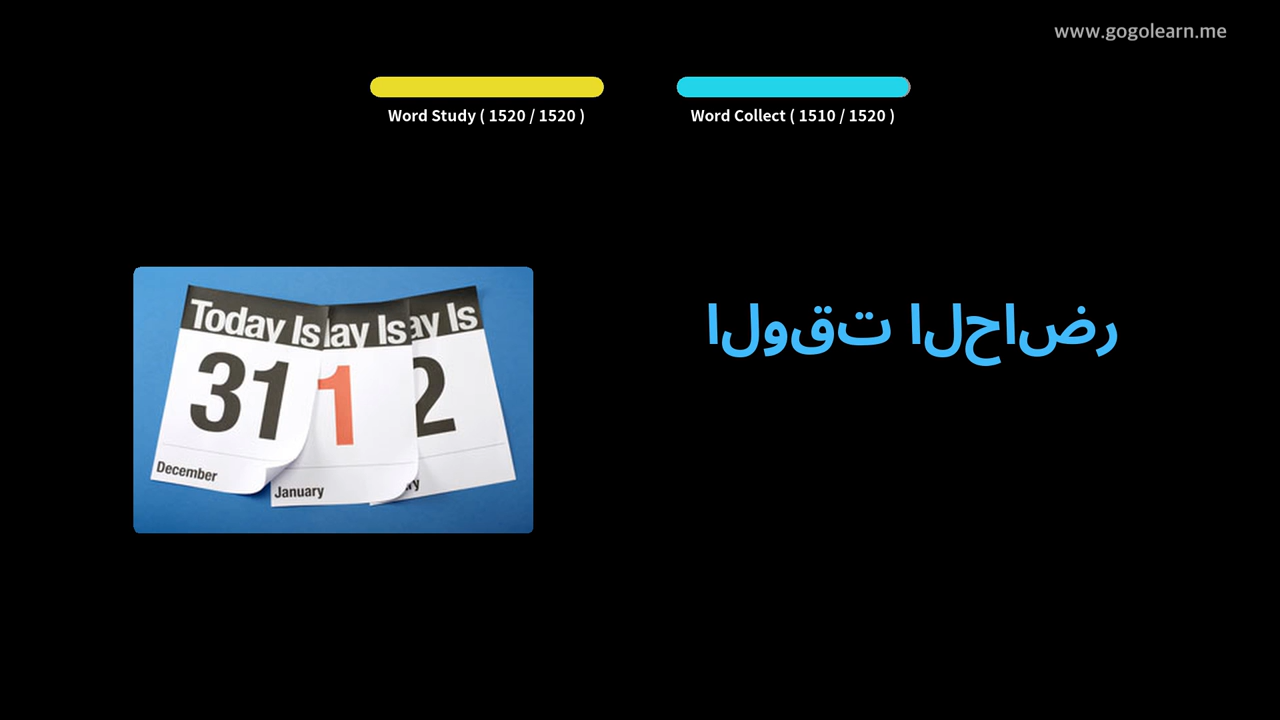 www.gogolearn.me
Word Study ( 1520 / 1520 )
Word Collect ( 1510 / 1520 )
الوقت الحاضر
Today Is
31
December
ay Is
1
January
ay Is
2
ry